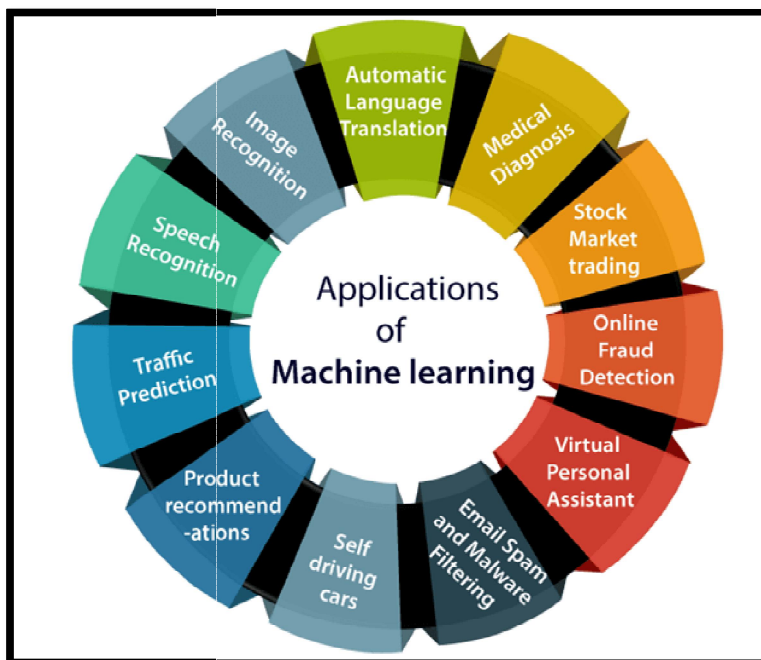 Applications
of
Machine learning
Automatic
Language
Translation
Medical
Diagnosis
Stock
Market
trading
Online
Fraud
Detection
Virtual
Personal
Assistant
Email Spam
and Malware
Filtering
Self
driving
cars
Product
recommend
-ations
Traffic
Prediction
Speech
Recognition
Image
Recognition